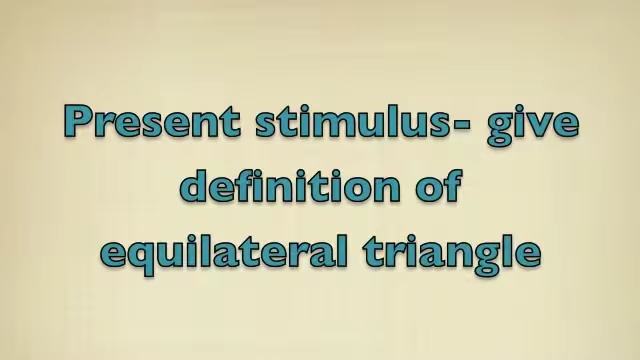 Present stimulus- give
definition of
equilateral triangle